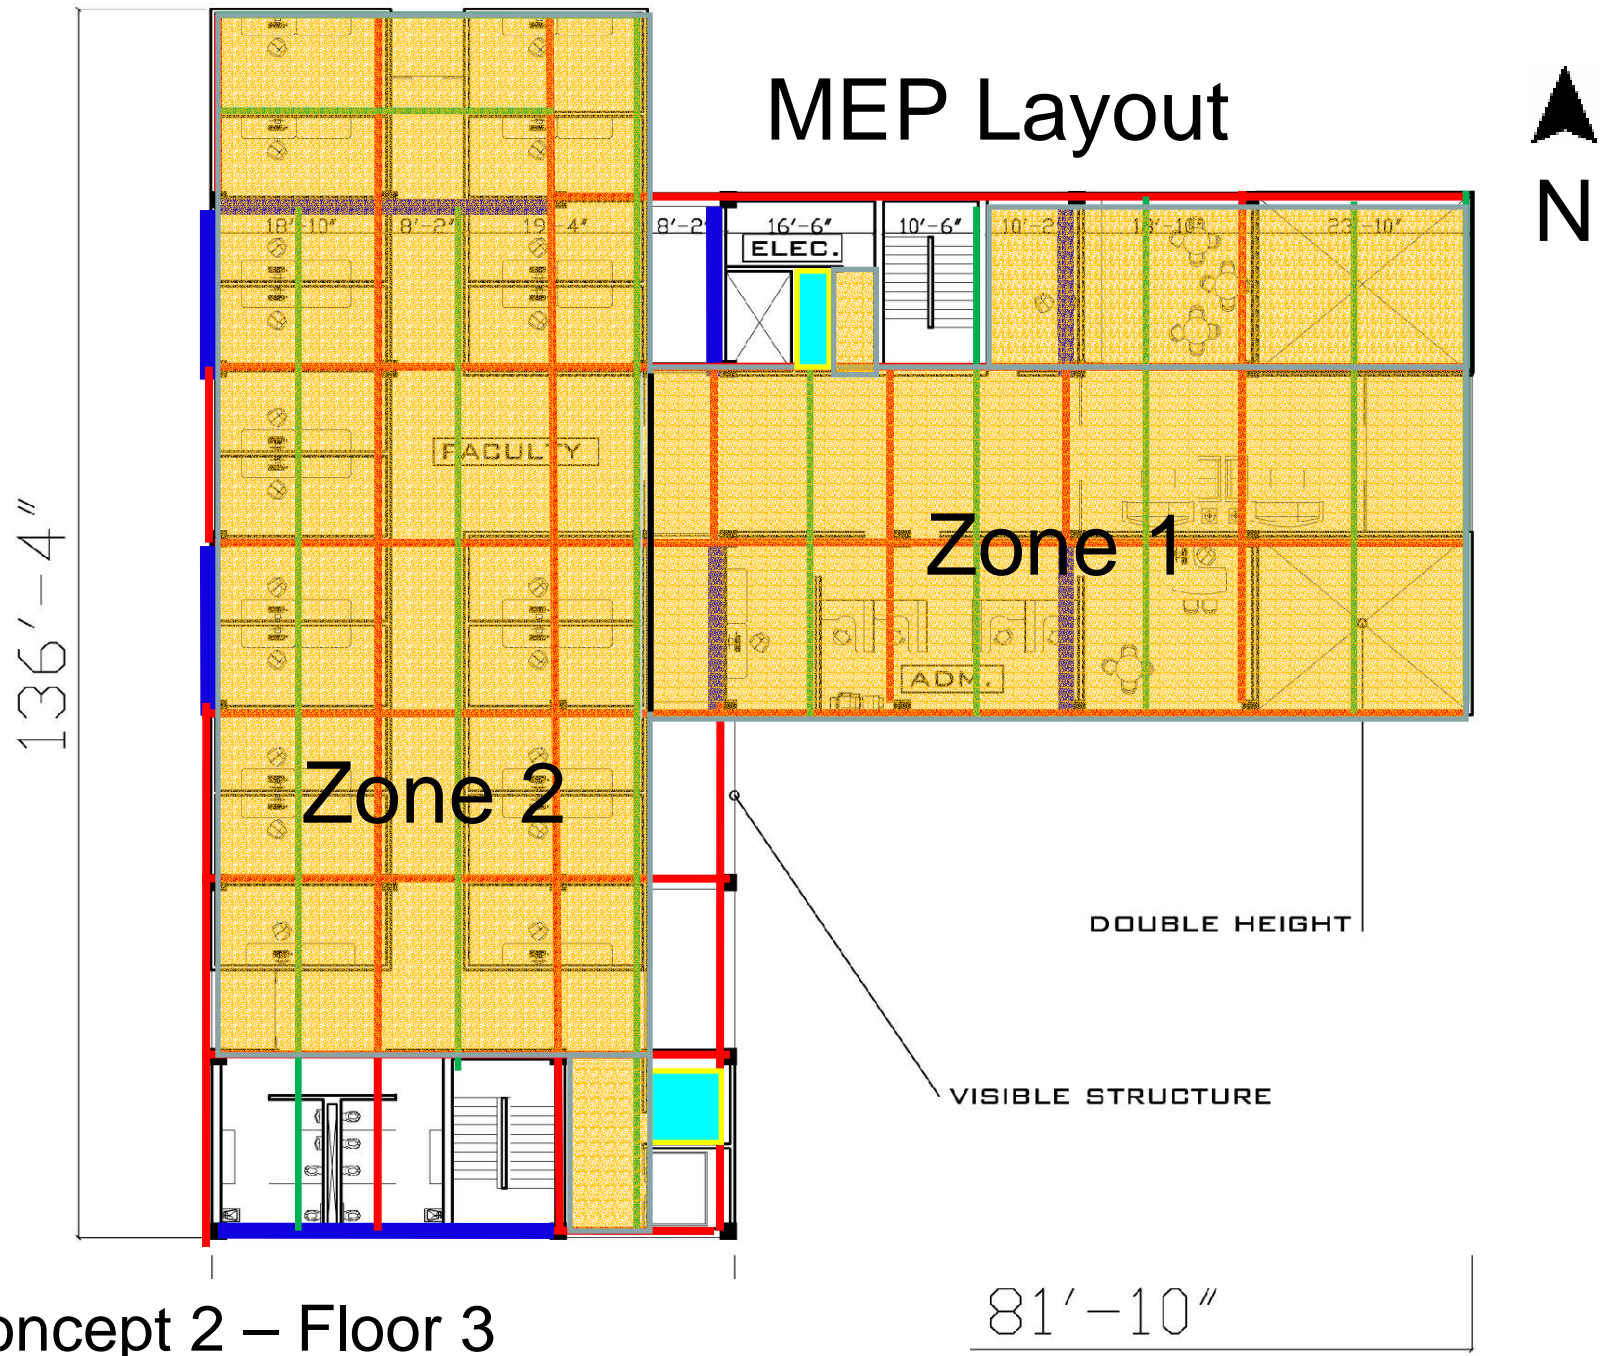 MEP Layout
N
18'-10"
8'-2"
19'-4"
8'-2"
16'-6"
10'-6"
10'-2
23'-10"
ELEC.
FACULTY
Zone 1
136'-4"
ADM.
Zone 2
DOUBLE HEIGHT
VISIBLE STRUCTURE
81'-10"
oncept 2 – Floor 3